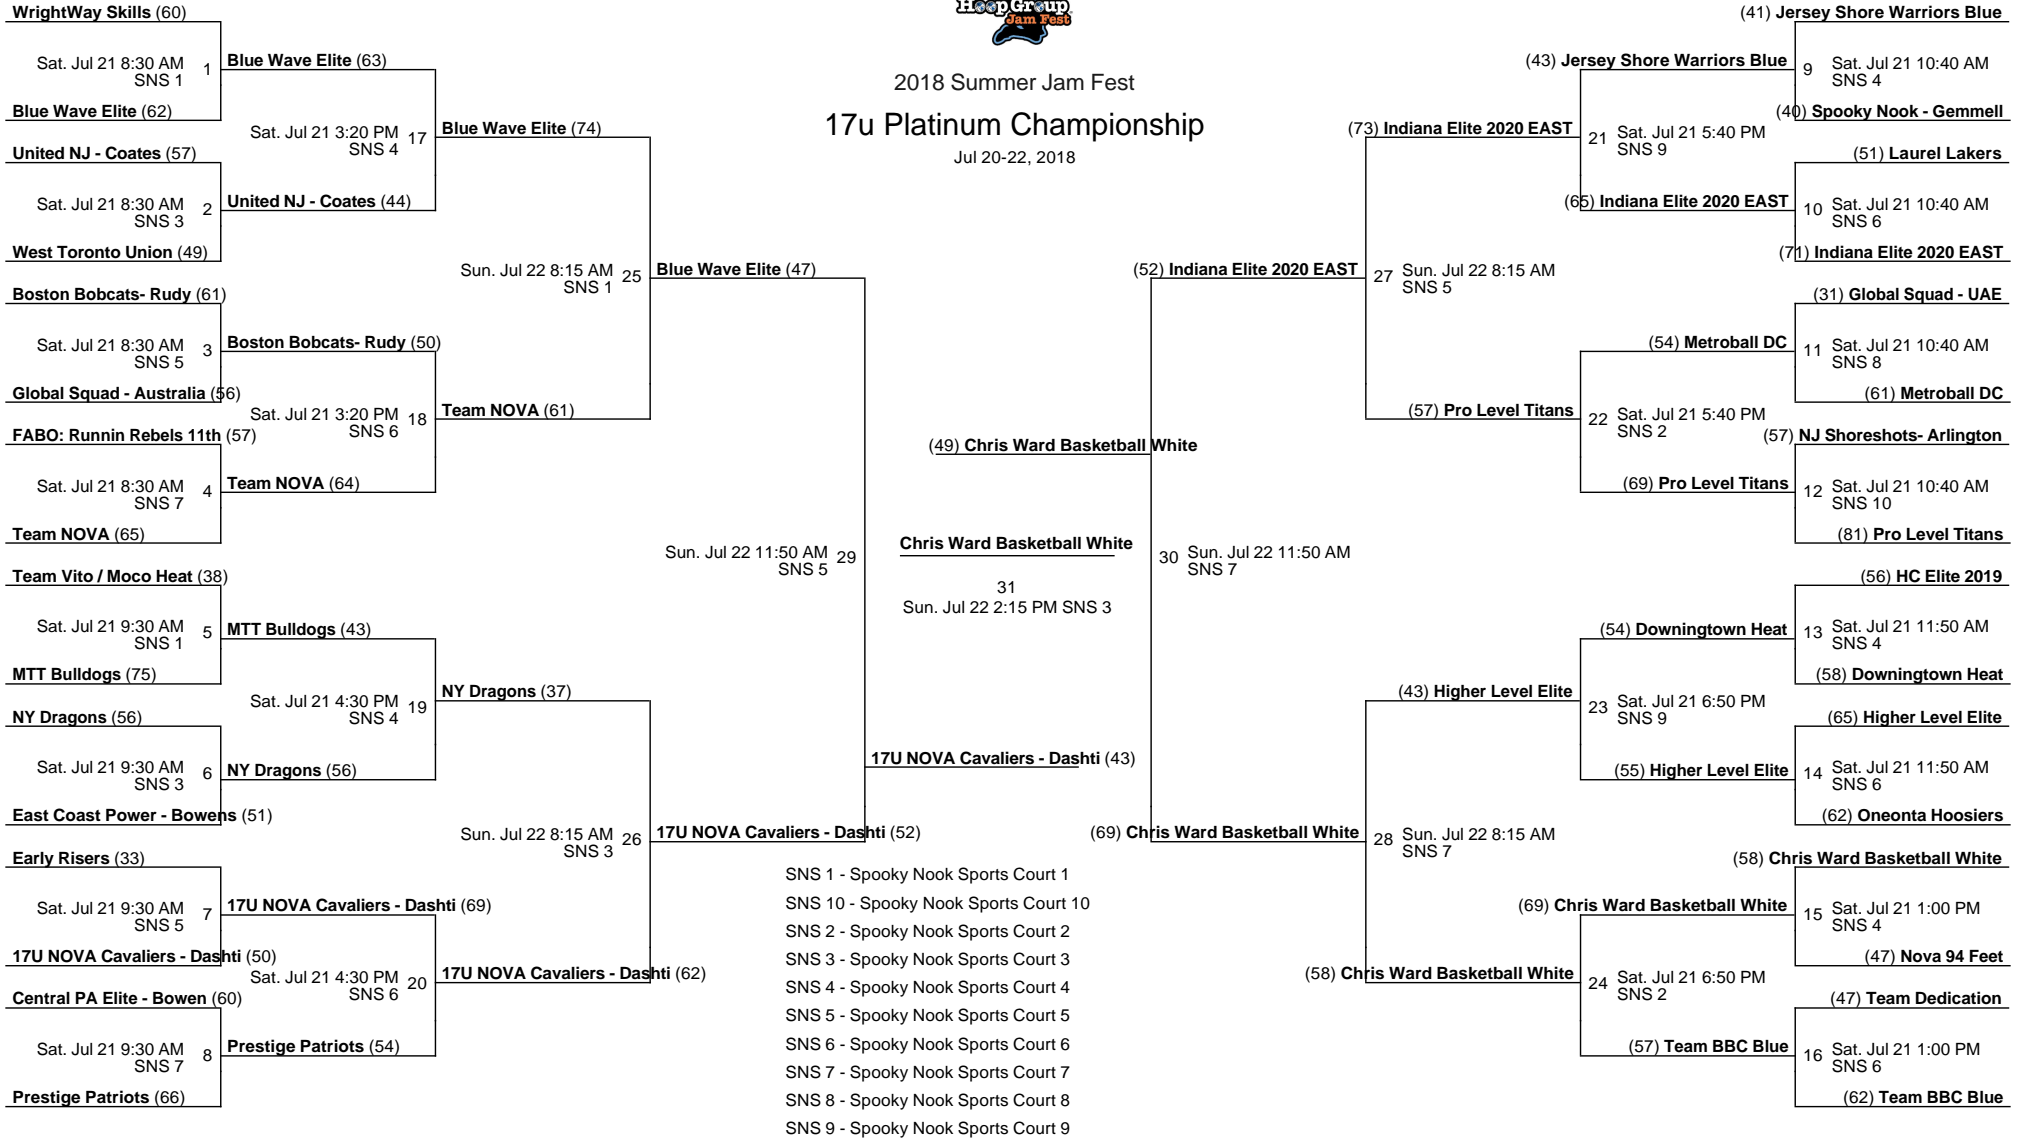 HoopGroup
Jam Fest
2018 Summer Jam Fest
17u Platinum Championship
Jul 20-22, 2018
WrightWay Skills (60)
Sat. Jul 21 8:30 AM 1
SNS 1
Blue Wave Elite (62)
United NJ - Coates (57)
Sat. Jul 21 8:30 AM 2
SNS 3
West Toronto Union (49)
Boston Bobcats- Rudy (61)
Sat. Jul 21 8:30 AM 3
SNS 5
Global Squad - Australia (56)
FABO: Runnin Rebels 11th (57)
Sat. Jul 21 8:30 AM 4
SNS 7
Team NOVA (65)
Team Vito / Moco Heat (38)
Sat. Jul 21 9:30 AM 5
SNS 1
MTT Bulldogs (75)
NY Dragons (56)
Sat. Jul 21 9:30 AM 6
SNS 3
East Coast Power - Bowens (51)
Early Risers (33)
Sat. Jul 21 9:30 AM 7
SNS 5
17U NOVA Cavaliers - Dashti (50)
Central PA Elite - Bowen (60)
Sat. Jul 21 9:30 AM 8
SNS 7
Prestige Patriots (66)
Blue Wave Elite (63)
Sat. Jul 21 3:20 PM 17
SNS 4
United NJ - Coates (44)
Boston Bobcats- Rudy (50)
Sat. Jul 21 3:20 PM 18
SNS 6
Team NOVA (64)
MTT Bulldogs (43)
Sat. Jul 21 4:30 PM 19
SNS 4
NY Dragons (56)
17U NOVA Cavaliers - Dashti (69)
Sat. Jul 21 4:30 PM 20
SNS 6
Prestige Patriots (54)
Blue Wave Elite (74)
Sun. Jul 22 8:15 AM 25
SNS 1
Team NOVA (61)
NY Dragons (37)
Sun. Jul 22 8:15 AM 26
SNS 3
17U NOVA Cavaliers - Dashti (62)
Blue Wave Elite (47)
Sun. Jul 22 11:50 AM 29
SNS 5
17U NOVA Cavaliers - Dashti (52)
17U NOVA Cavaliers - Dashti (43)
(49) Chris Ward Basketball White
Chris Ward Basketball White
31
Sun. Jul 22 2:15 PM SNS 3
(52) Indiana Elite 2020 EAST
30 Sun. Jul 22 11:50 AM
SNS 7
(69) Chris Ward Basketball White
(73) Indiana Elite 2020 EAST
27 Sun. Jul 22 8:15 AM
SNS 5
(57) Pro Level Titans
(43) Higher Level Elite
28 Sun. Jul 22 8:15 AM
SNS 7
(58) Chris Ward Basketball White
(43) Jersey Shore Warriors Blue
21 Sat. Jul 21 5:40 PM
SNS 9
(65) Indiana Elite 2020 EAST
(54) Metroball DC
22 Sat. Jul 21 5:40 PM
SNS 2
(69) Pro Level Titans
(54) Downingtown Heat
23 Sat. Jul 21 6:50 PM
SNS 9
(55) Higher Level Elite
(69) Chris Ward Basketball White
24 Sat. Jul 21 6:50 PM
SNS 2
(57) Team BBC Blue
(41) Jersey Shore Warriors Blue
9 Sat. Jul 21 10:40 AM
SNS 4
(40) Spooky Nook - Gemmell
(51) Laurel Lakers
10 Sat. Jul 21 10:40 AM
SNS 6
(71) Indiana Elite 2020 EAST
(31) Global Squad - UAE
11 Sat. Jul 21 10:40 AM
SNS 8
(61) Metroball DC
(57) NJ Shoreshots- Arlington
12 Sat. Jul 21 10:40 AM
SNS 10
(81) Pro Level Titans
(56) HC Elite 2019
13 Sat. Jul 21 11:50 AM
SNS 4
(58) Downingtown Heat
(65) Higher Level Elite
14 Sat. Jul 21 11:50 AM
SNS 6
(62) Oneonta Hoosiers
(58) Chris Ward Basketball White
15 Sat. Jul 21 1:00 PM
SNS 4
(47) Nova 94 Feet
(47) Team Dedication
16 Sat. Jul 21 1:00 PM
SNS 6
(62) Team BBC Blue
SNS 1 - Spooky Nook Sports Court 1
SNS 10 - Spooky Nook Sports Court 10
SNS 2 - Spooky Nook Sports Court 2
SNS 3 - Spooky Nook Sports Court 3
SNS 4 - Spooky Nook Sports Court 4
SNS 5 - Spooky Nook Sports Court 5
SNS 6 - Spooky Nook Sports Court 6
SNS 7 - Spooky Nook Sports Court 7
SNS 8 - Spooky Nook Sports Court 8
SNS 9 - Spooky Nook Sports Court 9